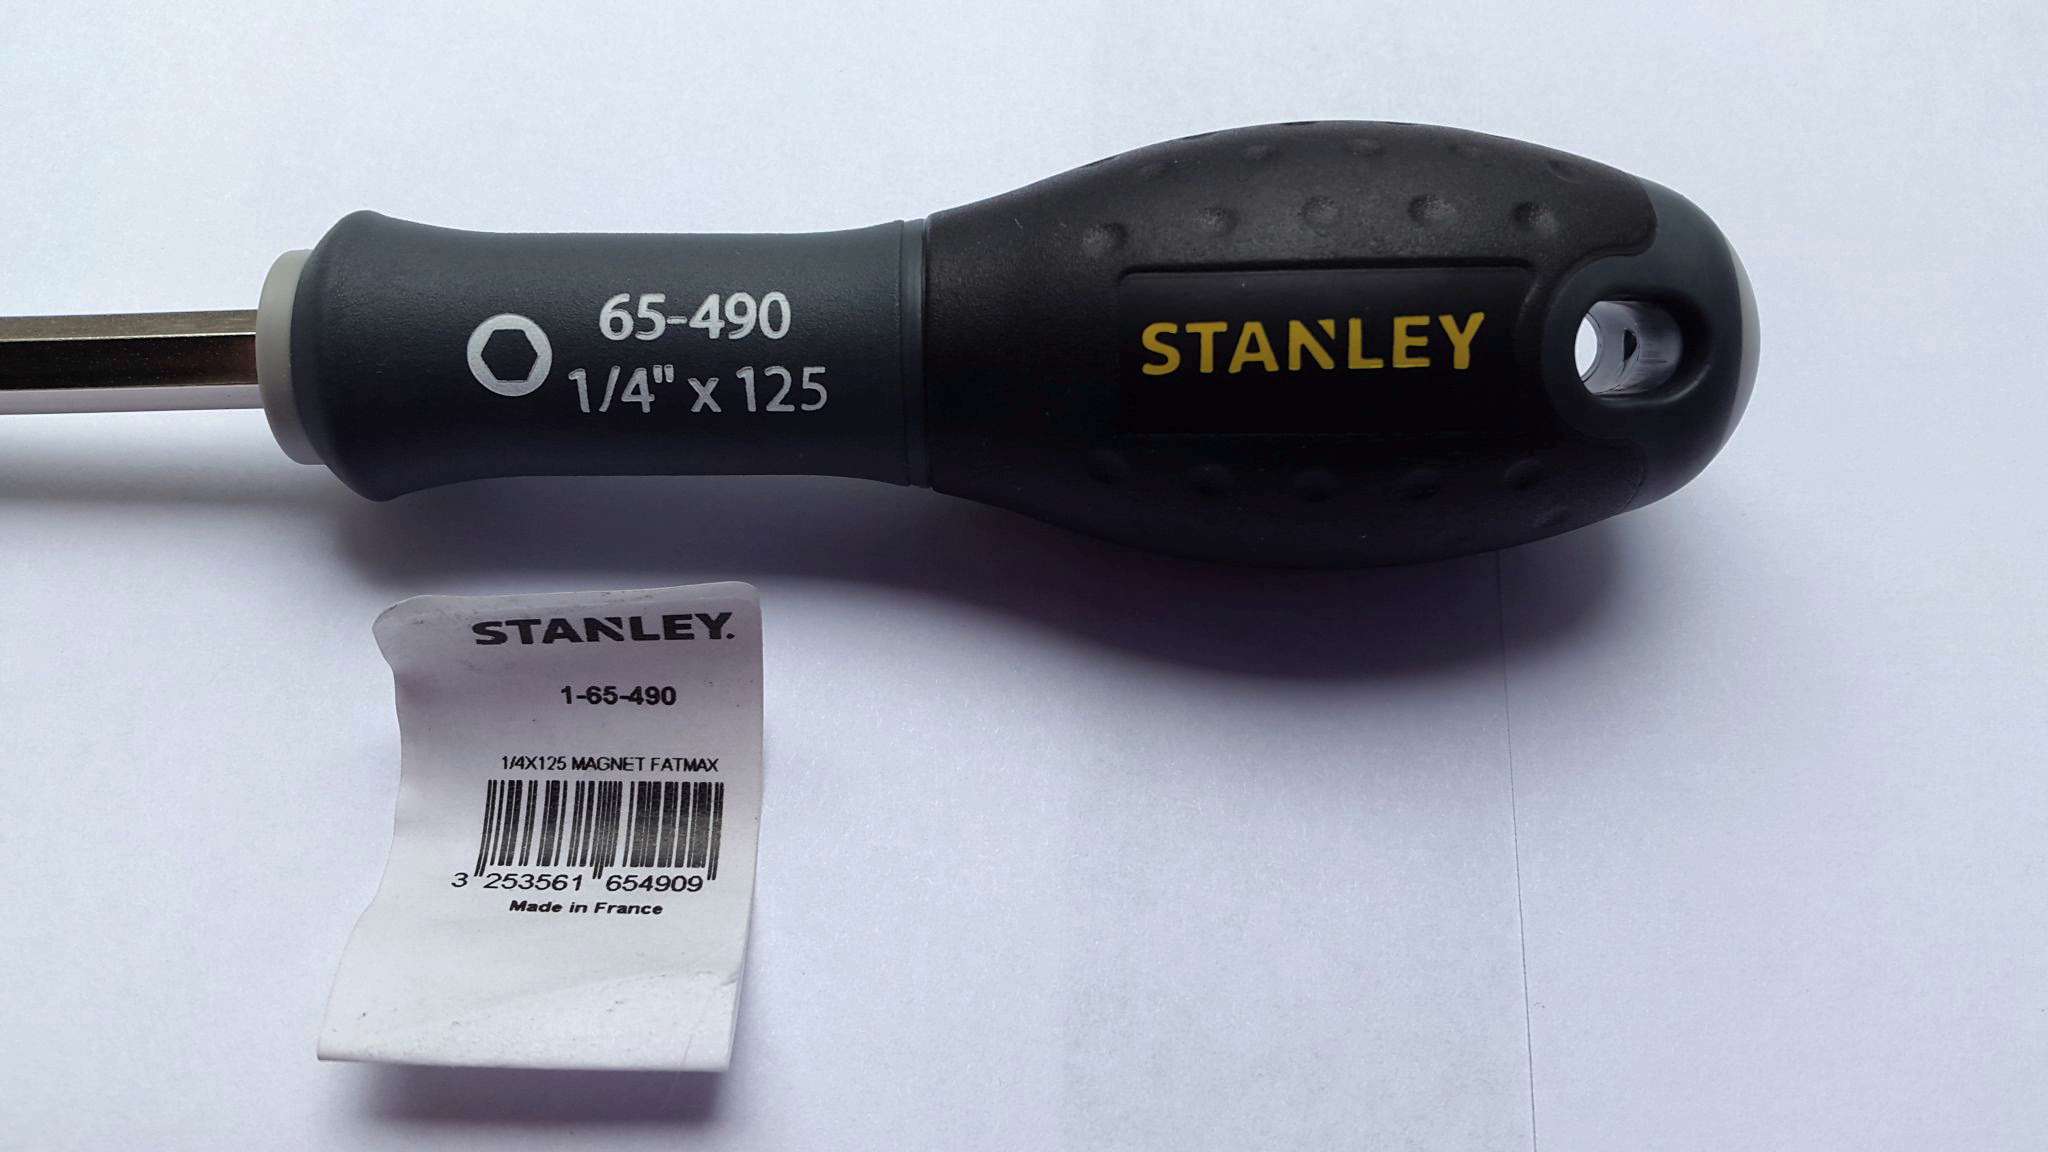 65-490
1/4" x 125
STANLEY
STANLEY.
1-65-490
1/4X125 MAGNET FATMAX
3 253561 654909
Made in France